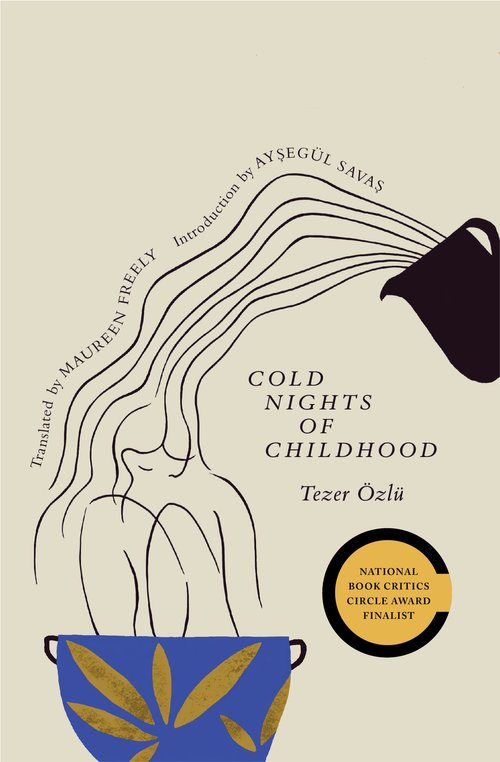 Introduction by AYŞEGÜL SAVAŞ
Translated by MAUREEN FREELY
COLD
NIGHTS
OF
CHILDHOOD
Tezer Özlü
NATIONAL
BOOK CRITICS
CIRCLE AWARD
FINALIST